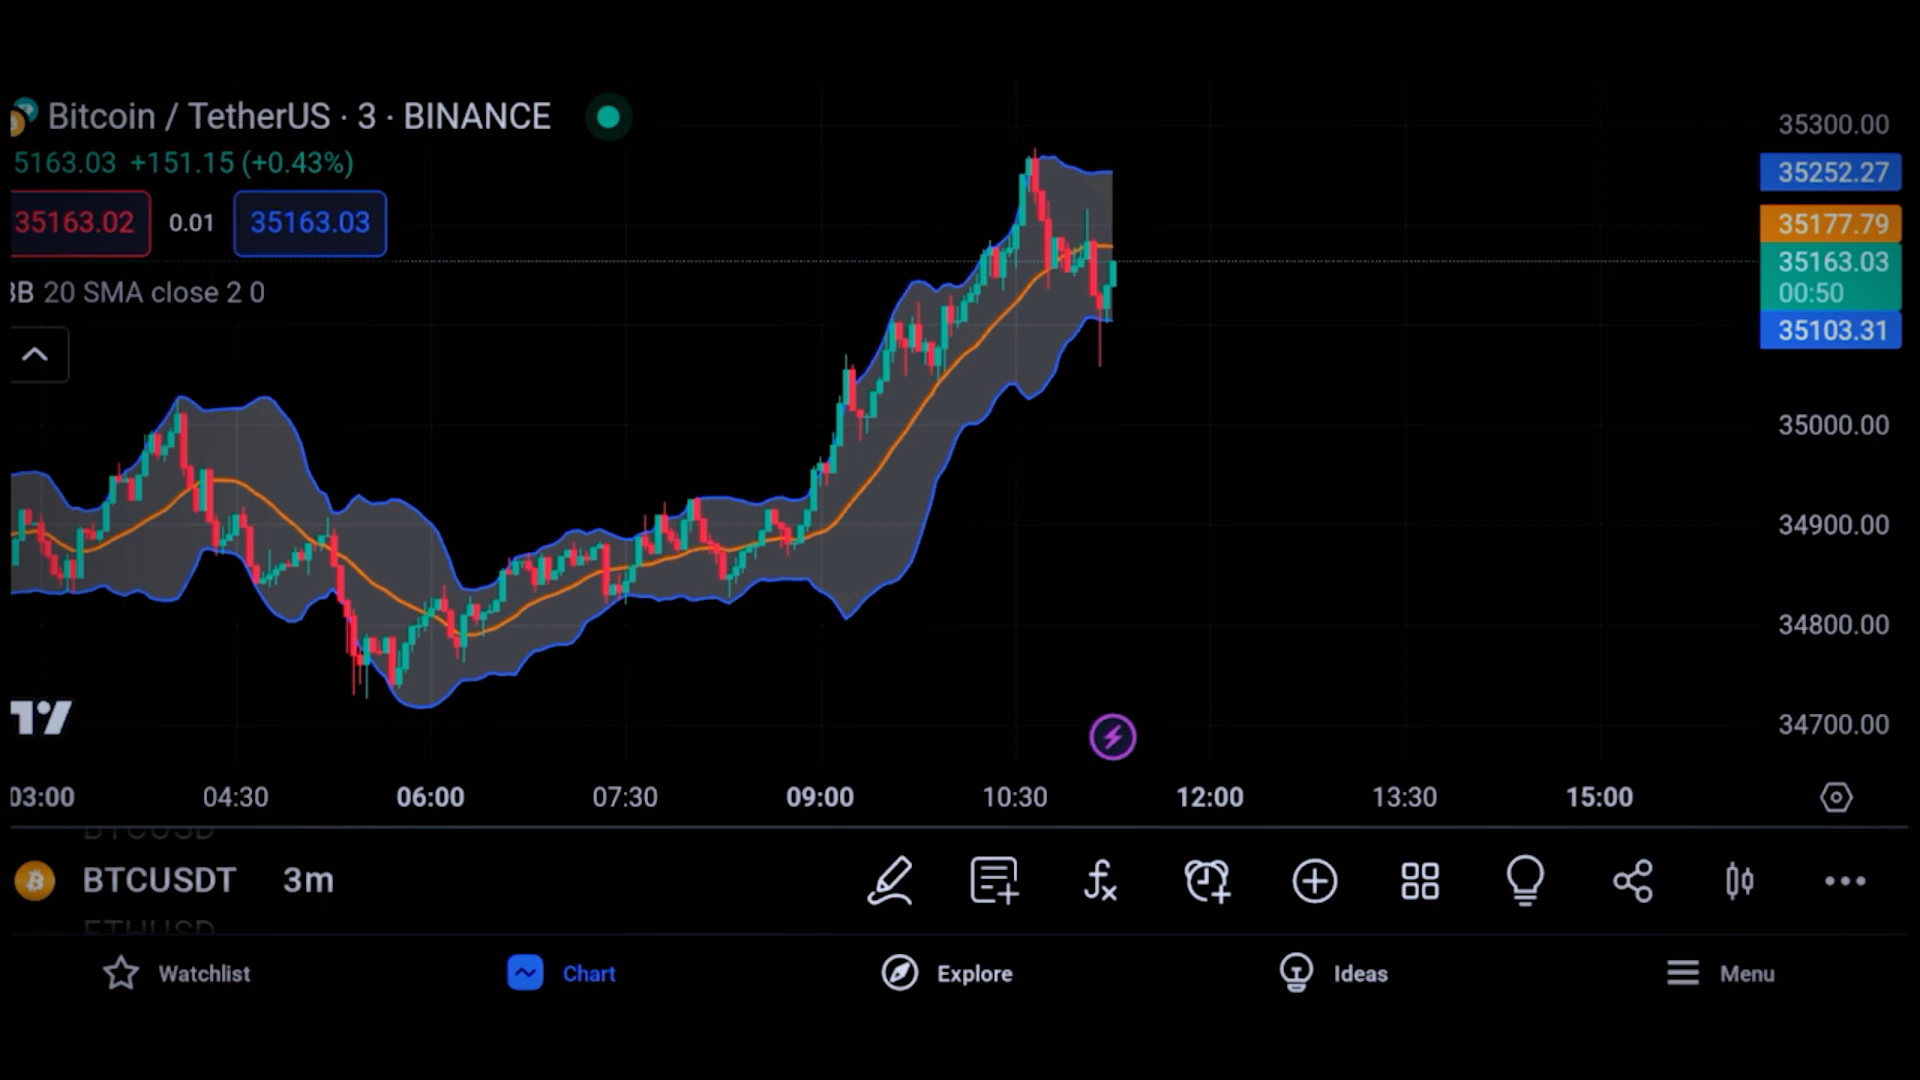 Bitcoin / TetherUS · 3 · BINANCE
5163.03 +151.15 (+0.43%)
35163.02 0.01 35163.03
BB 20 SMA close 2 0
35300.00
35252.27
35177.79
35163.03
00:50
35103.31
35000.00
34900.00
34800.00
34700.00
03:00 04:30 06:00 07:30 09:00 10:30 12:00 13:30 15:00
BTCUSD
BTCUSDT 3m
ETHUSD
Watchlist Chart Explore Ideas Menu